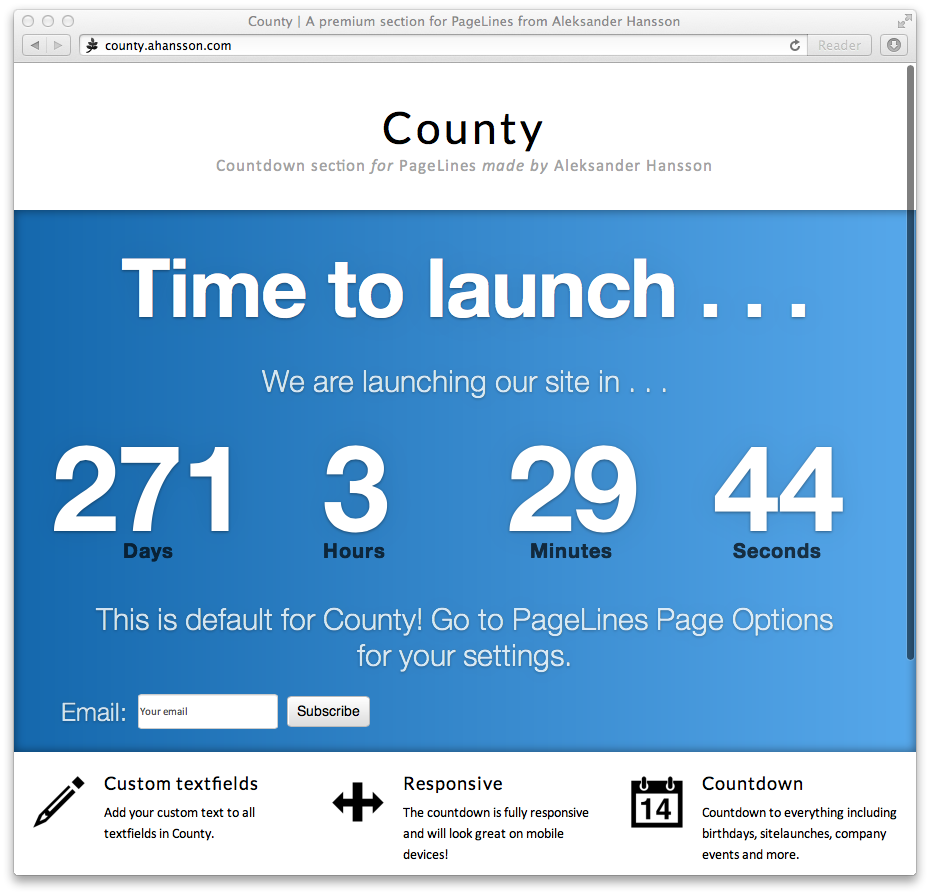 County | A premium section for PageLines from Aleksander Hansson
county.ahansson.com
Reader
County
Countdown section for PageLines made by Aleksander Hansson
Time to launch . . .
We are launching our site in . . .
271 3 29 44
Days Hours Minutes Seconds
This is default for County! Go to PageLines Page Options
for your settings.
Email: Your email Subscribe
Custom textfields
Add your custom text to all
textfields in County.
Responsive
The countdown is fully responsive
and will look great on mobile
devices!
14
Countdown
Countdown to everything including
birthdays, sitelaunches, company
events and more.